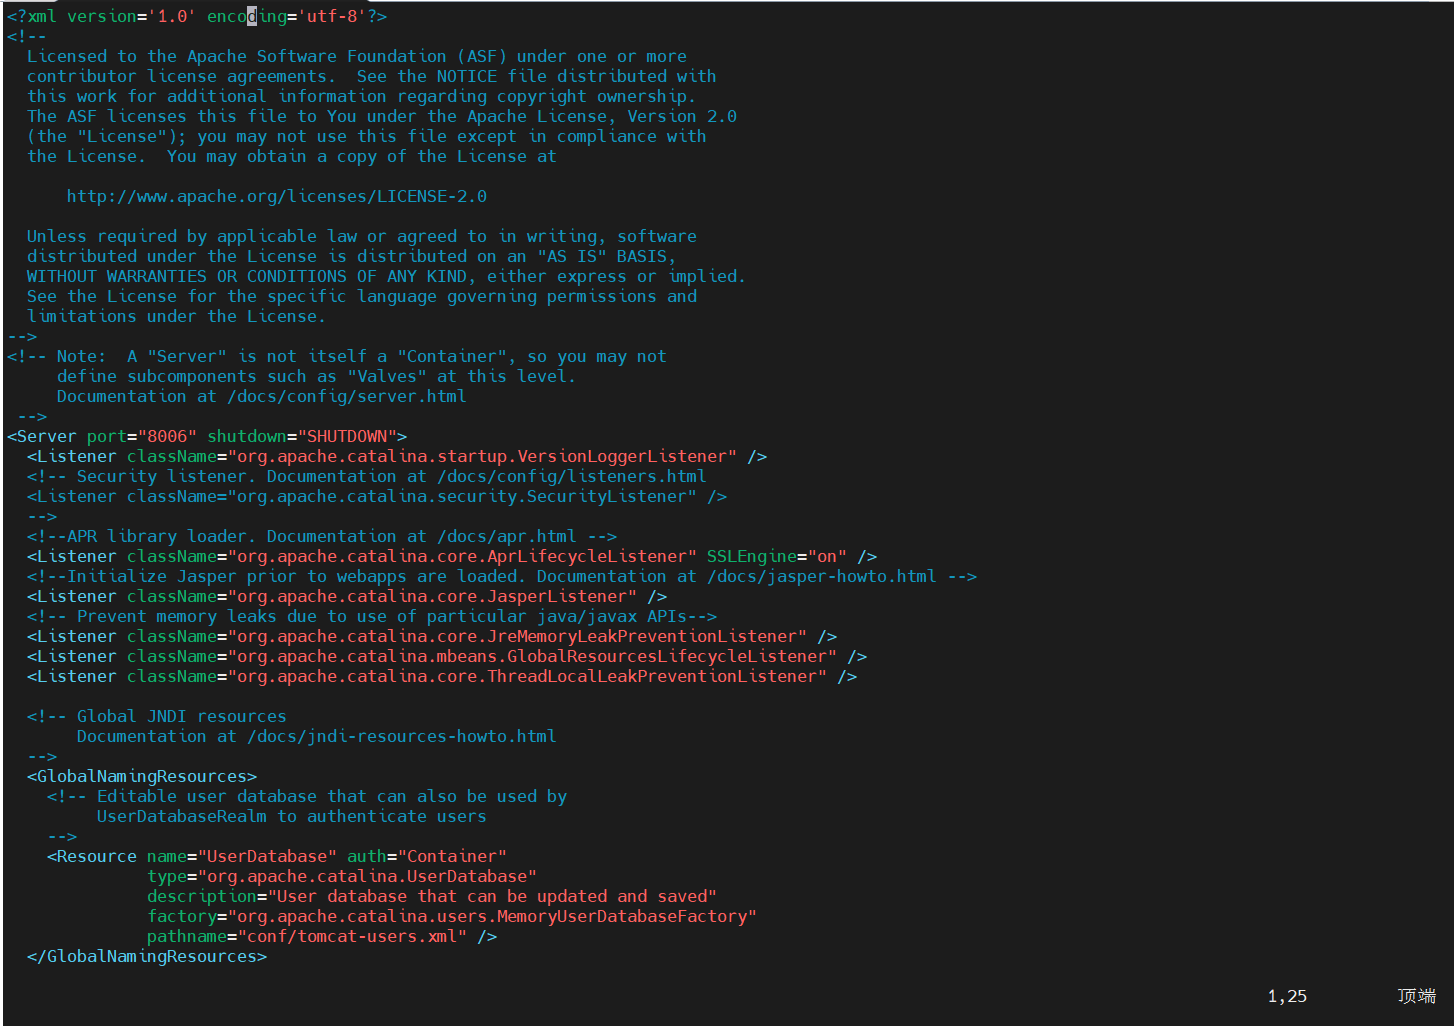 <?xml version='1.0' encoding='utf-8'?>
<!--
  Licensed to the Apache Software Foundation (ASF) under one or more
  contributor license agreements.  See the NOTICE file distributed with
  this work for additional information regarding copyright ownership.
  The ASF licenses this file to You under the Apache License, Version 2.0
  (the "License"); you may not use this file except in compliance with
  the License.  You may obtain a copy of the License at

      http://www.apache.org/licenses/LICENSE-2.0

  Unless required by applicable law or agreed to in writing, software
  distributed under the License is distributed on an "AS IS" BASIS,
  WITHOUT WARRANTIES OR CONDITIONS OF ANY KIND, either express or implied.
  See the License for the specific language governing permissions and
  limitations under the License.
-->
<!-- Note:  A "Server" is not itself a "Container", so you may not
     define subcomponents such as "Valves" at this level.
     Documentation at /docs/config/server.html
 -->
<Server port="8006" shutdown="SHUTDOWN">
  <Listener className="org.apache.catalina.startup.VersionLoggerListener" />
  <!-- Security listener. Documentation at /docs/config/listeners.html
  <Listener className="org.apache.catalina.security.SecurityListener" />
  -->
  <!--APR library loader. Documentation at /docs/apr.html -->
  <Listener className="org.apache.catalina.core.AprLifecycleListener" SSLEngine="on" />
  <!--Initialize Jasper prior to webapps are loaded. Documentation at /docs/jasper-howto.html -->
  <Listener className="org.apache.catalina.core.JasperListener" />
  <!-- Prevent memory leaks due to use of particular java/javax APIs-->
  <Listener className="org.apache.catalina.core.JreMemoryLeakPreventionListener" />
  <Listener className="org.apache.catalina.mbeans.GlobalResourcesLifecycleListener" />
  <Listener className="org.apache.catalina.core.ThreadLocalLeakPreventionListener" />

  <!-- Global JNDI resources
       Documentation at /docs/jndi-resources-howto.html
  -->
  <GlobalNamingResources>
    <!-- Editable user database that can also be used by
         UserDatabaseRealm to authenticate users
    -->
    <Resource name="UserDatabase" auth="Container"
              type="org.apache.catalina.UserDatabase"
              description="User database that can be updated and saved"
              factory="org.apache.catalina.users.MemoryUserDatabaseFactory"
              pathname="conf/tomcat-users.xml" />
  </GlobalNamingResources>
1,25 顶端